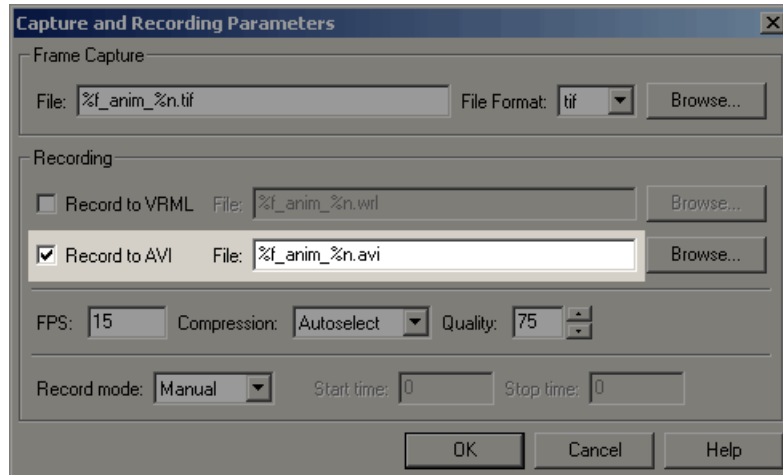 Capture and Recording Parameters
Frame Capture
File: %f_anim_%n.tif File Format: tif Browse...
Recording
Record to VRML File: %f_anim_%n.wrl Browse...
Record to AVI File: %f_anim_%n.avi Browse...
FPS: 15 Compression: Autoselect Quality: 75
Record mode: Manual Start time: 0 Stop time: 0
OK Cancel Help